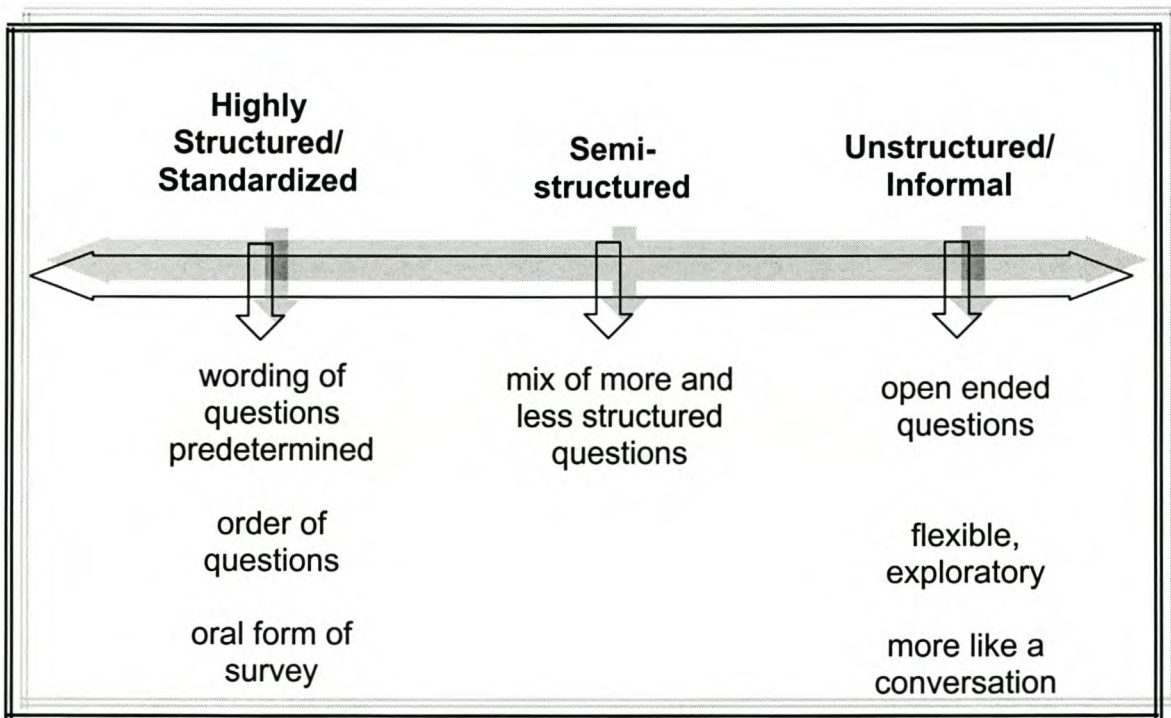 Highly
Structured/
Standardized
Semi-
structured
Unstructured/
Informal
wording of
questions
predetermined
order of
questions
oral form of
survey
mix of more and
less structured
questions
open ended
questions
flexible,
exploratory
more like a
conversation